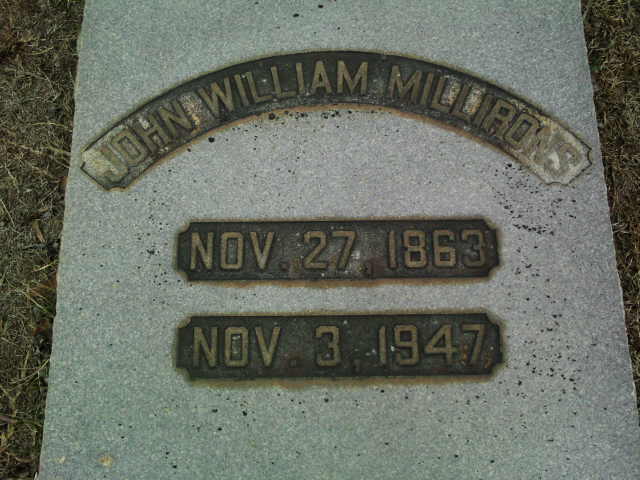 JOHN WILLIAM MILLIRONS
NOV. 27, 1863
NOV. 3, 1947